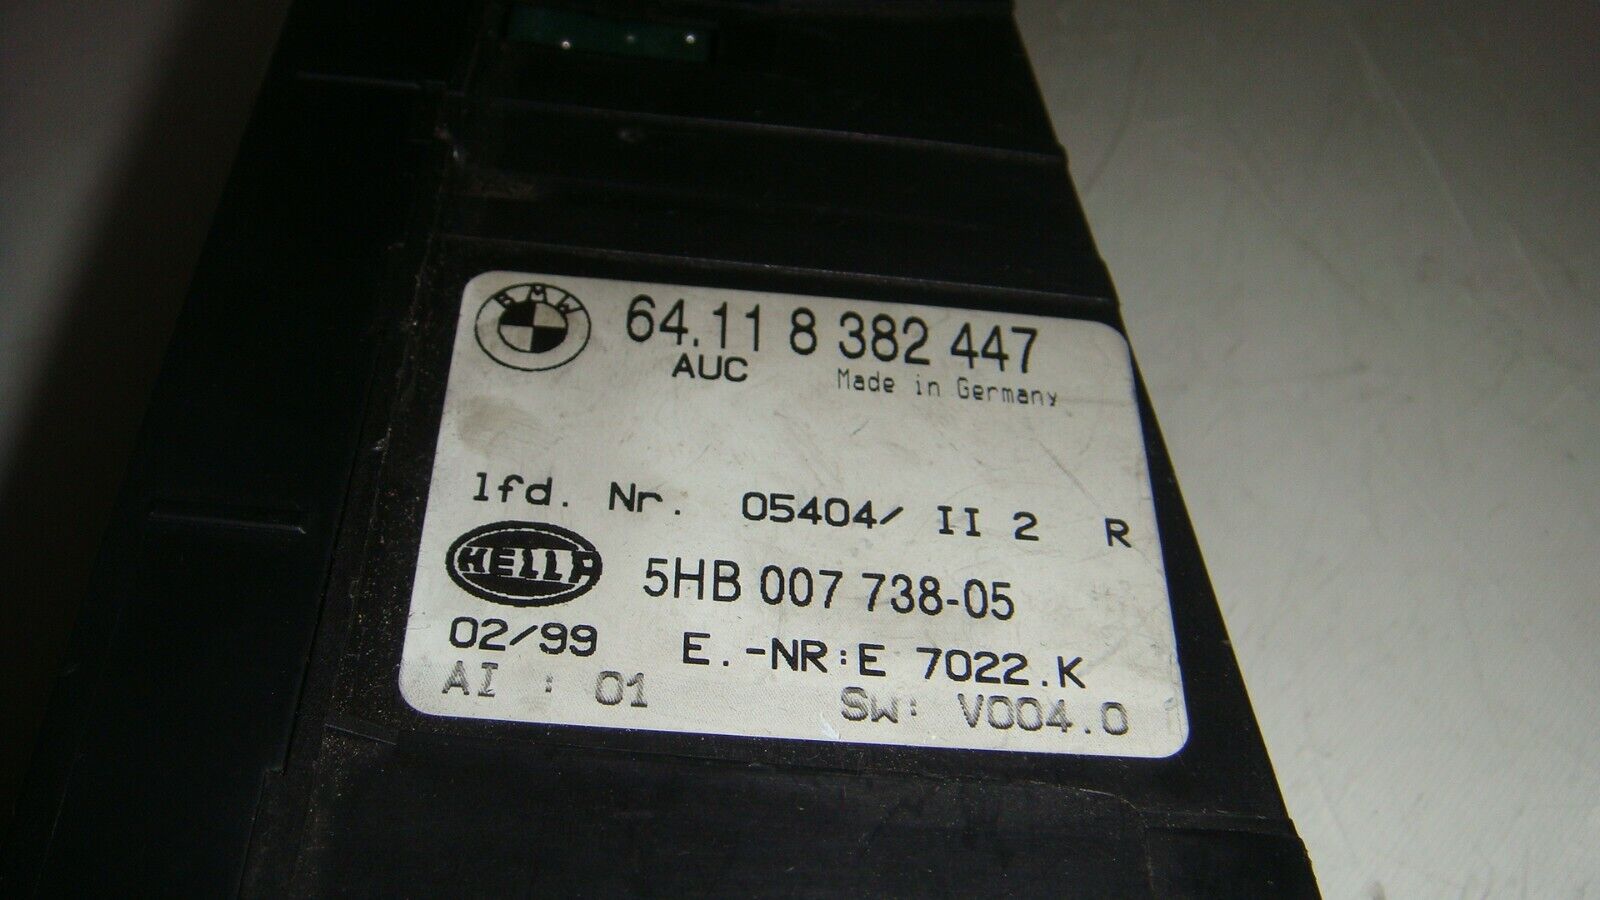 BMW
64.11 8 382 447
AUC
Made in Germany
lfd. Nr. 05404/ II 2 R
HELLA
5HB 007 738-05
02/99 E.-NR:E 7022.K
AI : 01 SW: V004.0